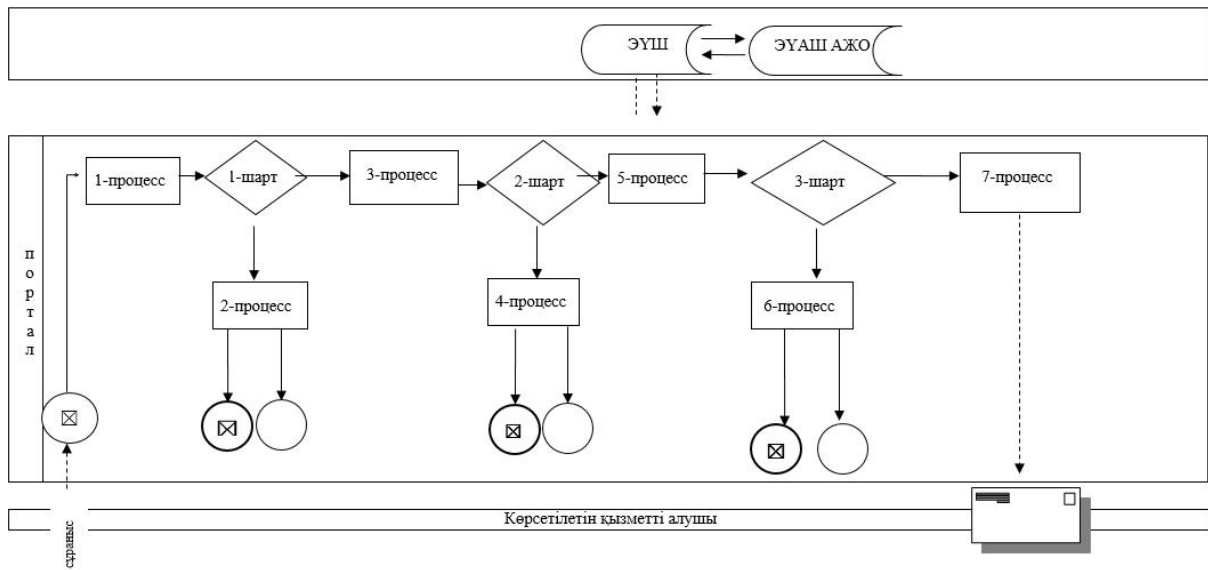 ЭҮШ
ЭҮАШ АЖО
портал
1-процесс
1-шарт
3-процесс
2-шарт
5-процесс
3-шарт
7-процесс
2-процесс
4-процесс
6-процесс
сұраныс
Көрсетілетін қызметті алушы